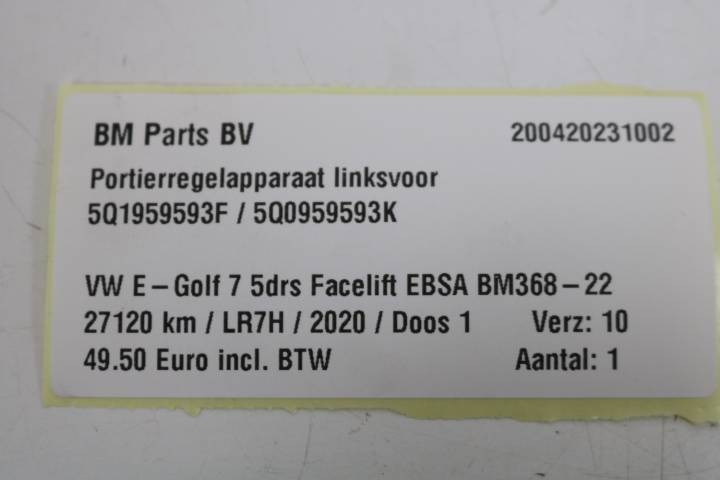 BM Parts BV 200420231002
Portierregelapparaat linksvoor
5Q1959593F / 5Q0959593K
VW E-Golf 7 5drs Facelift EBSA BM368-22
27120 km / LR7H / 2020 / Doos 1 Verz: 10
49.50 Euro incl. BTW Aantal: 1